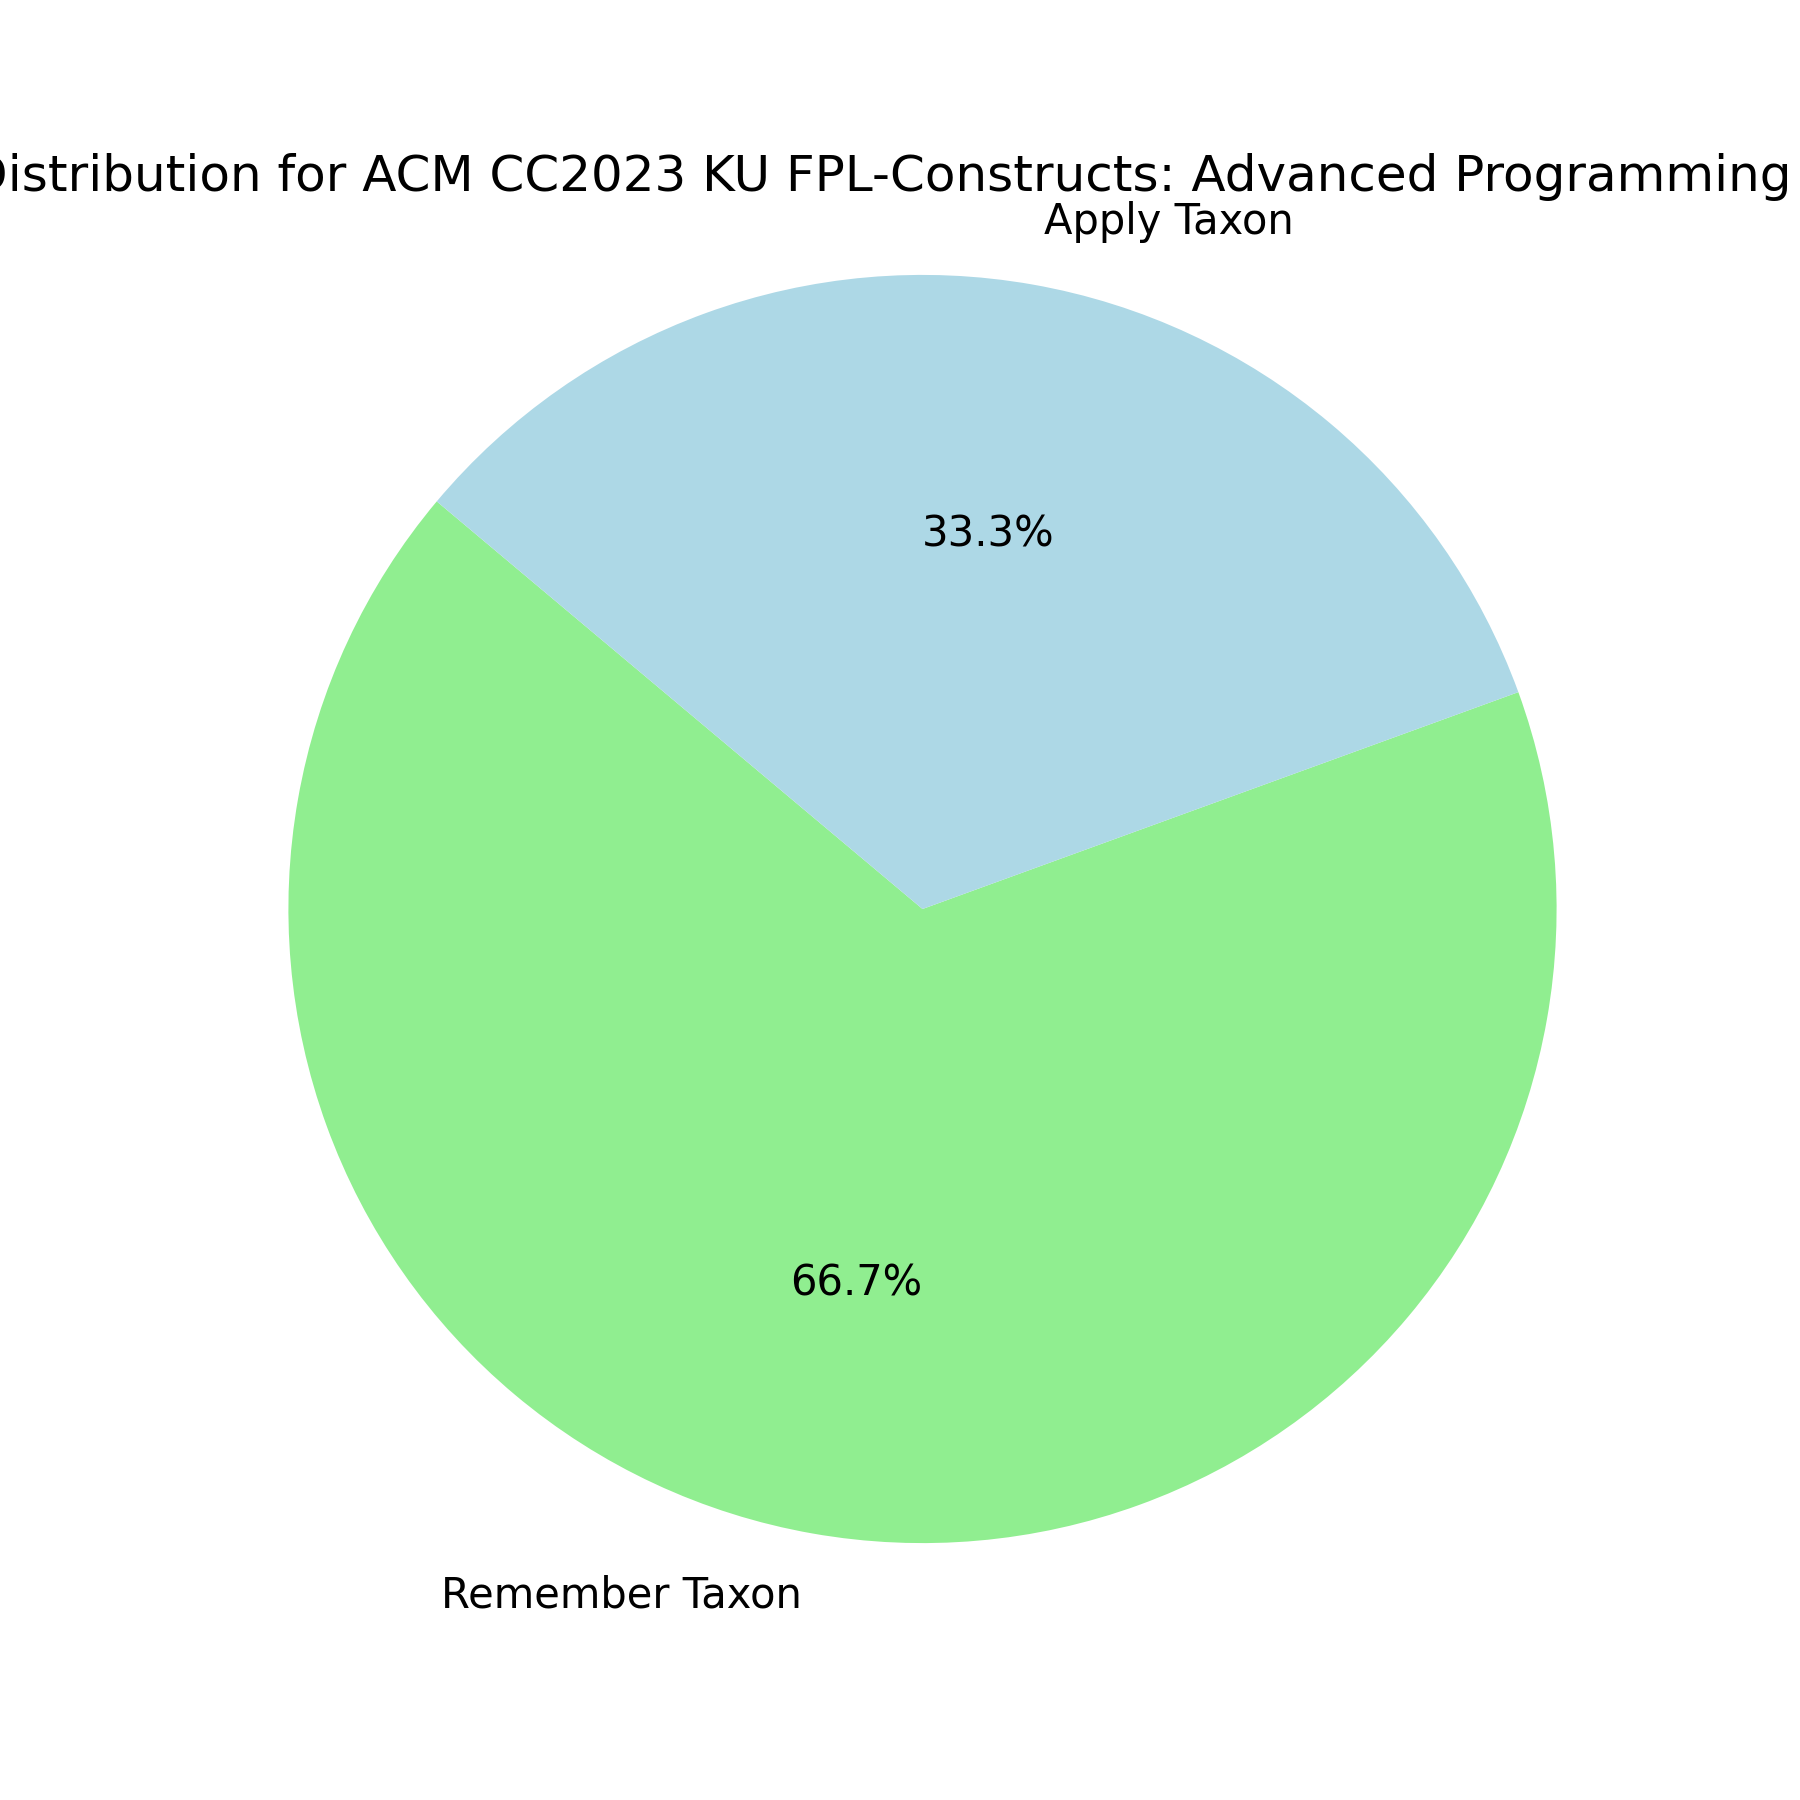 Distribution for ACM CC2023 KU FPL-Constructs: Advanced Programming
Apply Taxon
33.3%
66.7%
Remember Taxon